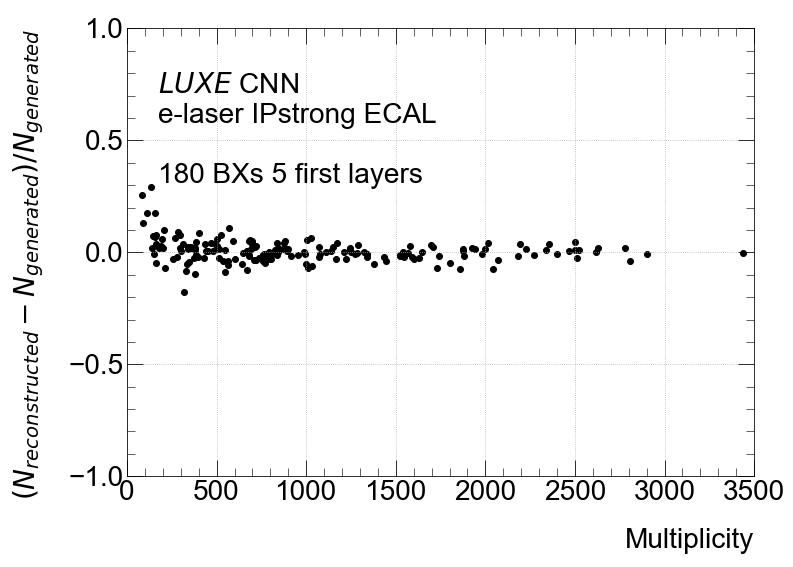 (N_reconstructed − N_generated)/N_generated
1.0
LUXE CNN
e-laser IPstrong ECAL
0.5
180 BXs 5 first layers
0.0
−0.5
−1.0
0 500 1000 1500 2000 2500 3000 3500
Multiplicity